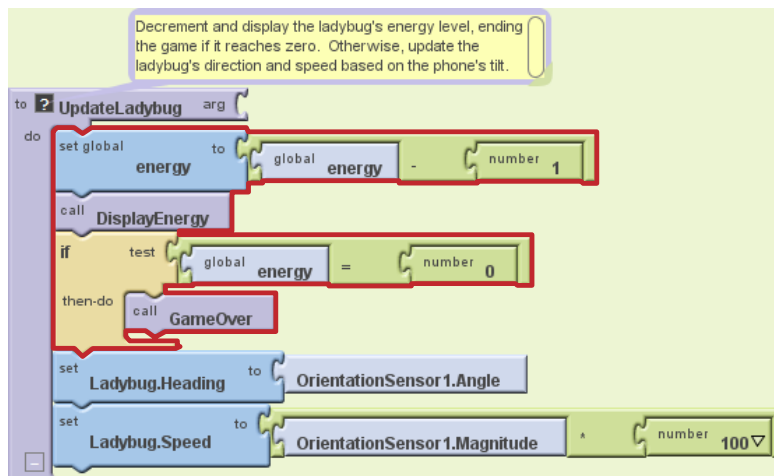 Decrement and display the ladybug's energy level, ending
the game if it reaches zero. Otherwise, update the
ladybug's direction and speed based on the phone's tilt.
to ? UpdateLadybug arg
do
set global energy to global energy - number 1
call DisplayEnergy
if test global energy = number 0
then-do call GameOver
set Ladybug.Heading to OrientationSensor1.Angle
set Ladybug.Speed to OrientationSensor1.Magnitude * number 100